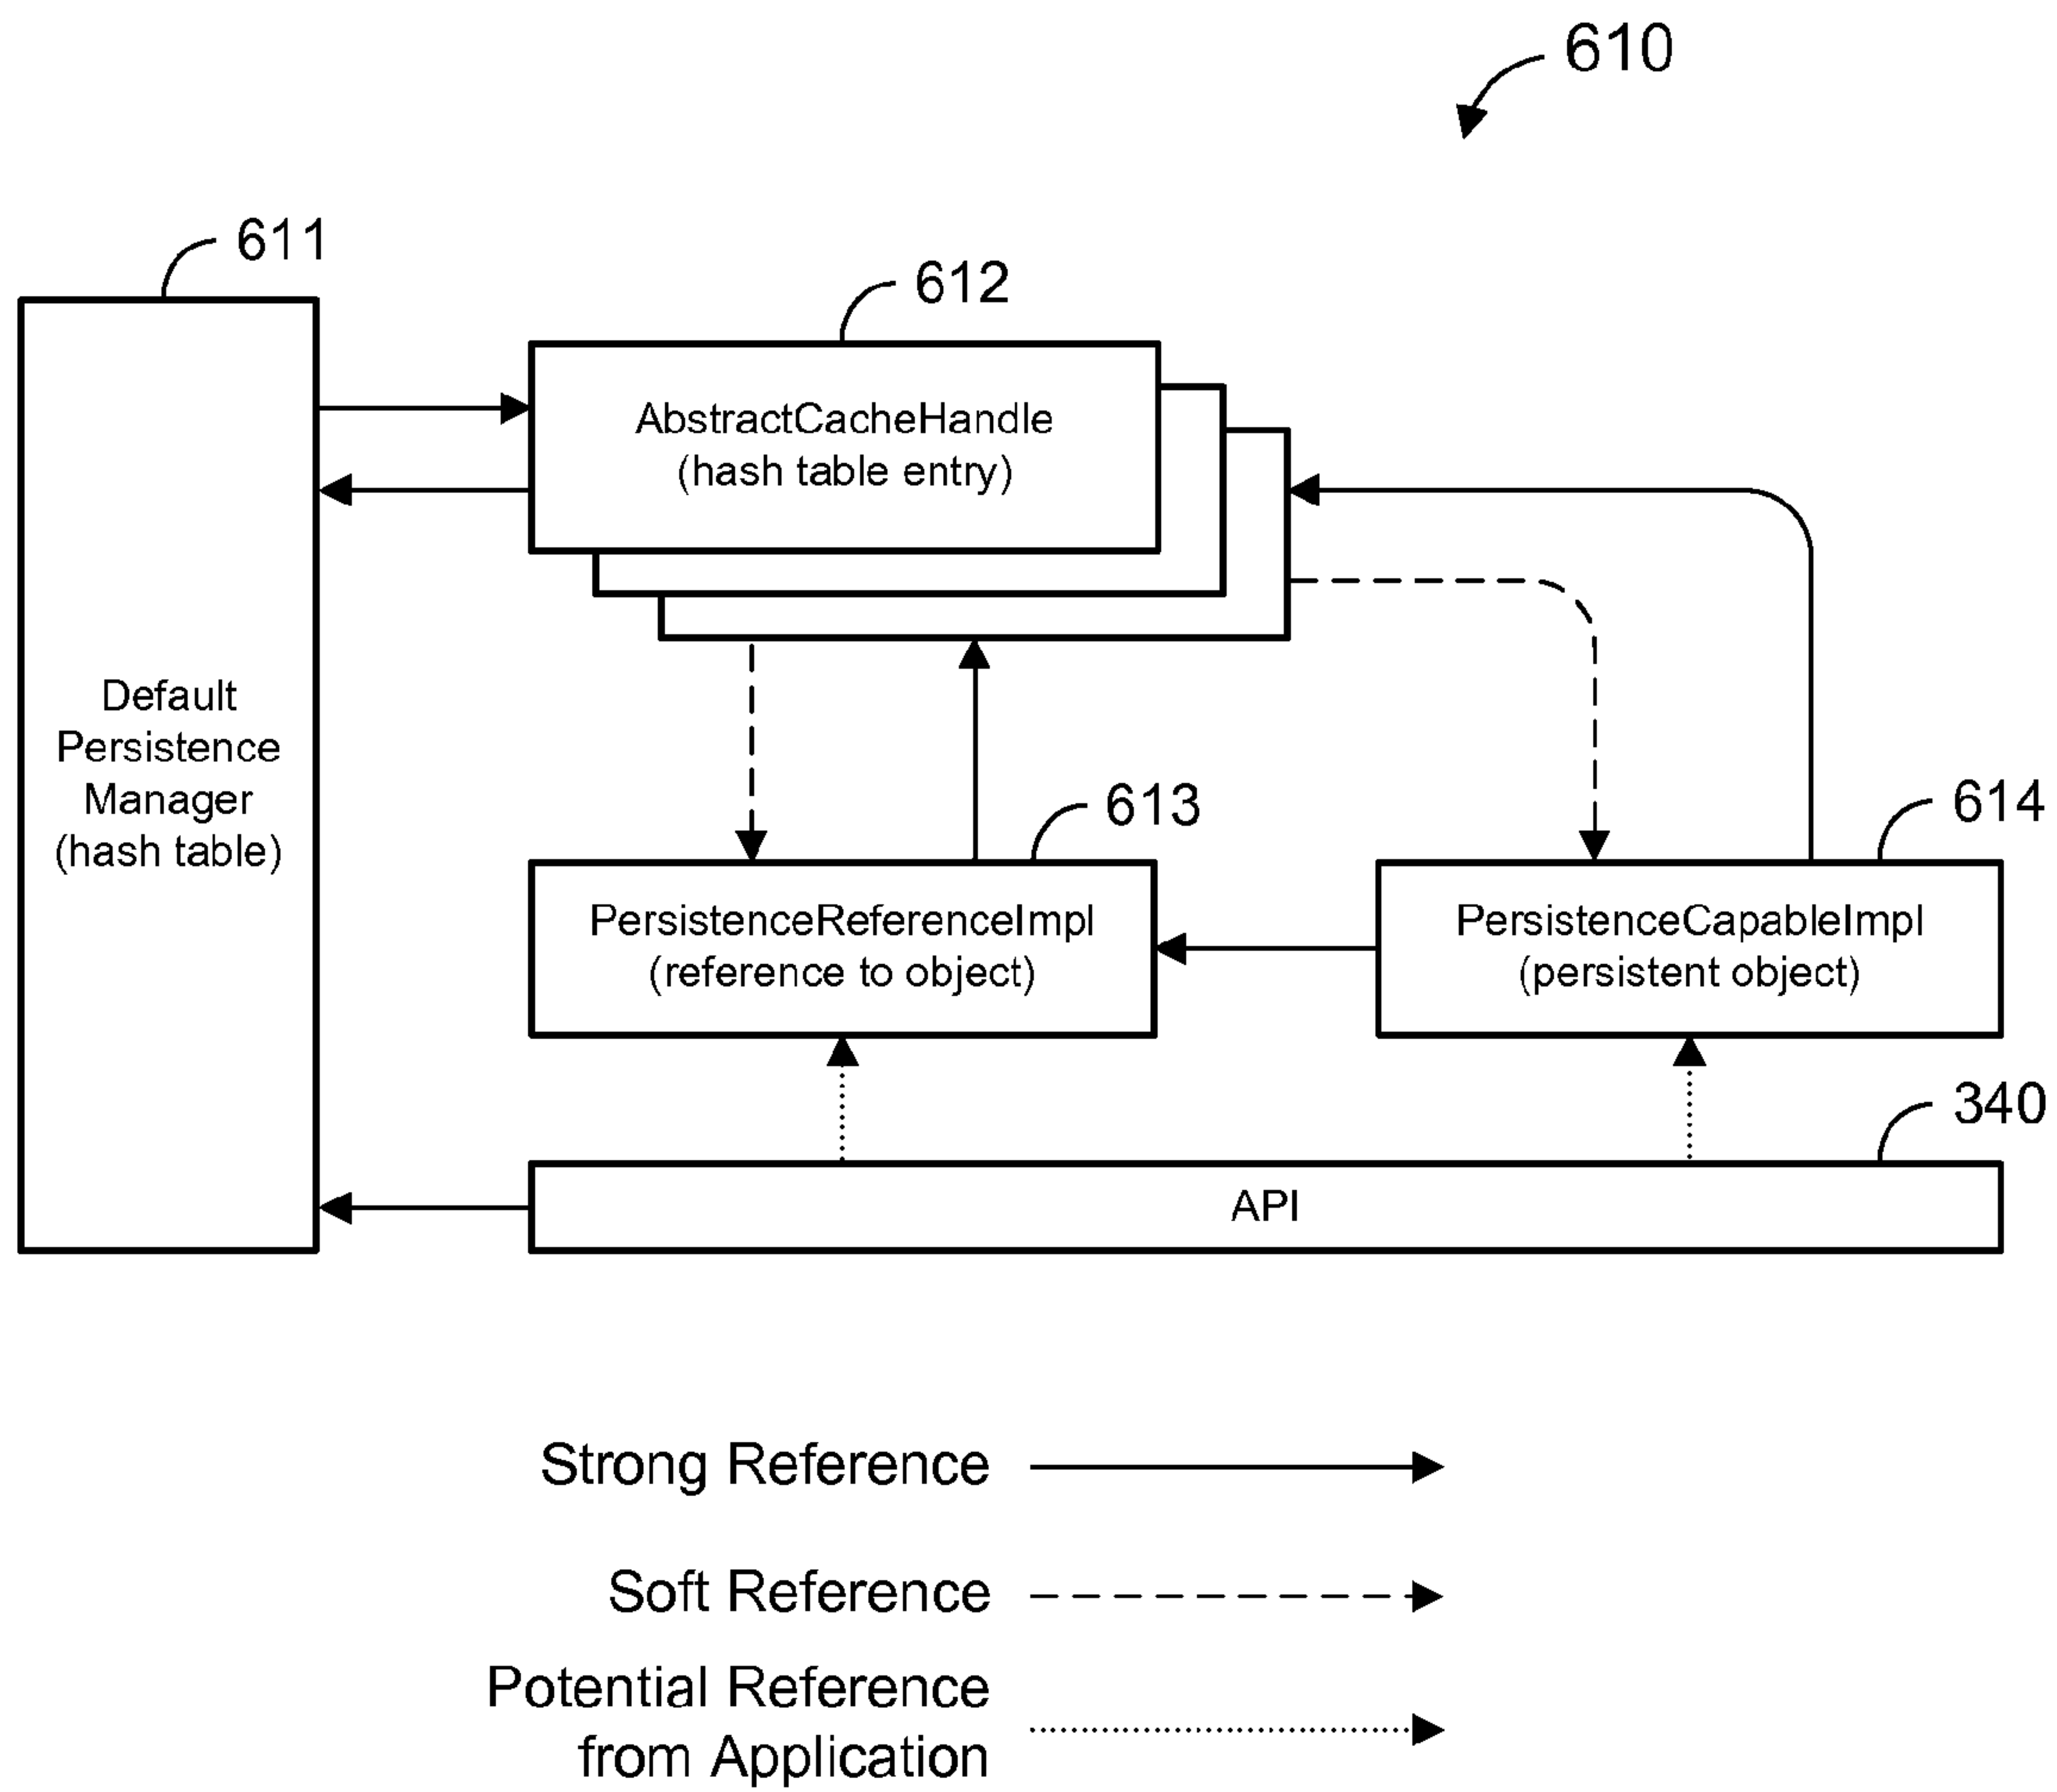 610
611
612
AbstractCacheHandle
(hash table entry)
Default
Persistence
Manager
(hash table)
613
614
PersistenceReferenceImpl
(reference to object)
PersistenceCapableImpl
(persistent object)
340
API
Strong Reference
Soft Reference
Potential Reference
from Application